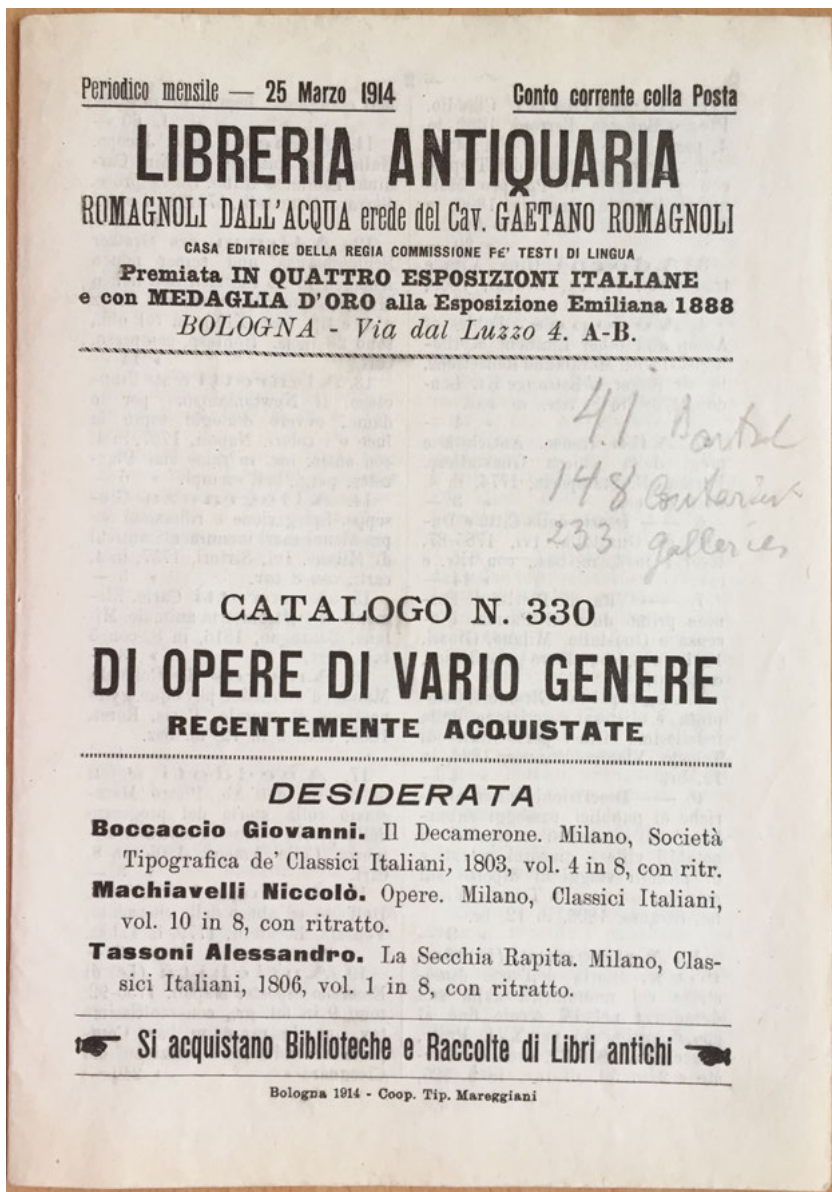 Periodico mensile — 25 Marzo 1914 Conto corrente colla Posta
LIBRERIA ANTIQUARIA
ROMAGNOLI DALL'ACQUA erede del Cav. GAETANO ROMAGNOLI
CASA EDITRICE DELLA REGIA COMMISSIONE PE' TESTI DI LINGUA
Premiata IN QUATTRO ESPOSIZIONI ITALIANE
e con MEDAGLIA D'ORO alla Esposizione Emiliana 1888
BOLOGNA - Via dal Luzzo 4. A-B.
41
148
233 Galleries
CATALOGO N. 330
DI OPERE DI VARIO GENERE
RECENTEMENTE ACQUISTATE
DESIDERATA
Boccaccio Giovanni. Il Decamerone. Milano, Società
Tipografica de' Classici Italiani, 1803, vol. 4 in 8, con ritr.
Machiavelli Niccolò. Opere. Milano, Classici Italiani,
vol. 10 in 8, con ritratto.
Tassoni Alessandro. La Secchia Rapita. Milano, Clas-
sici Italiani, 1806, vol. 1 in 8, con ritratto.
Si acquistano Biblioteche e Raccolte di Libri antichi
Bologna 1914 - Coop. Tip. Mareggiani